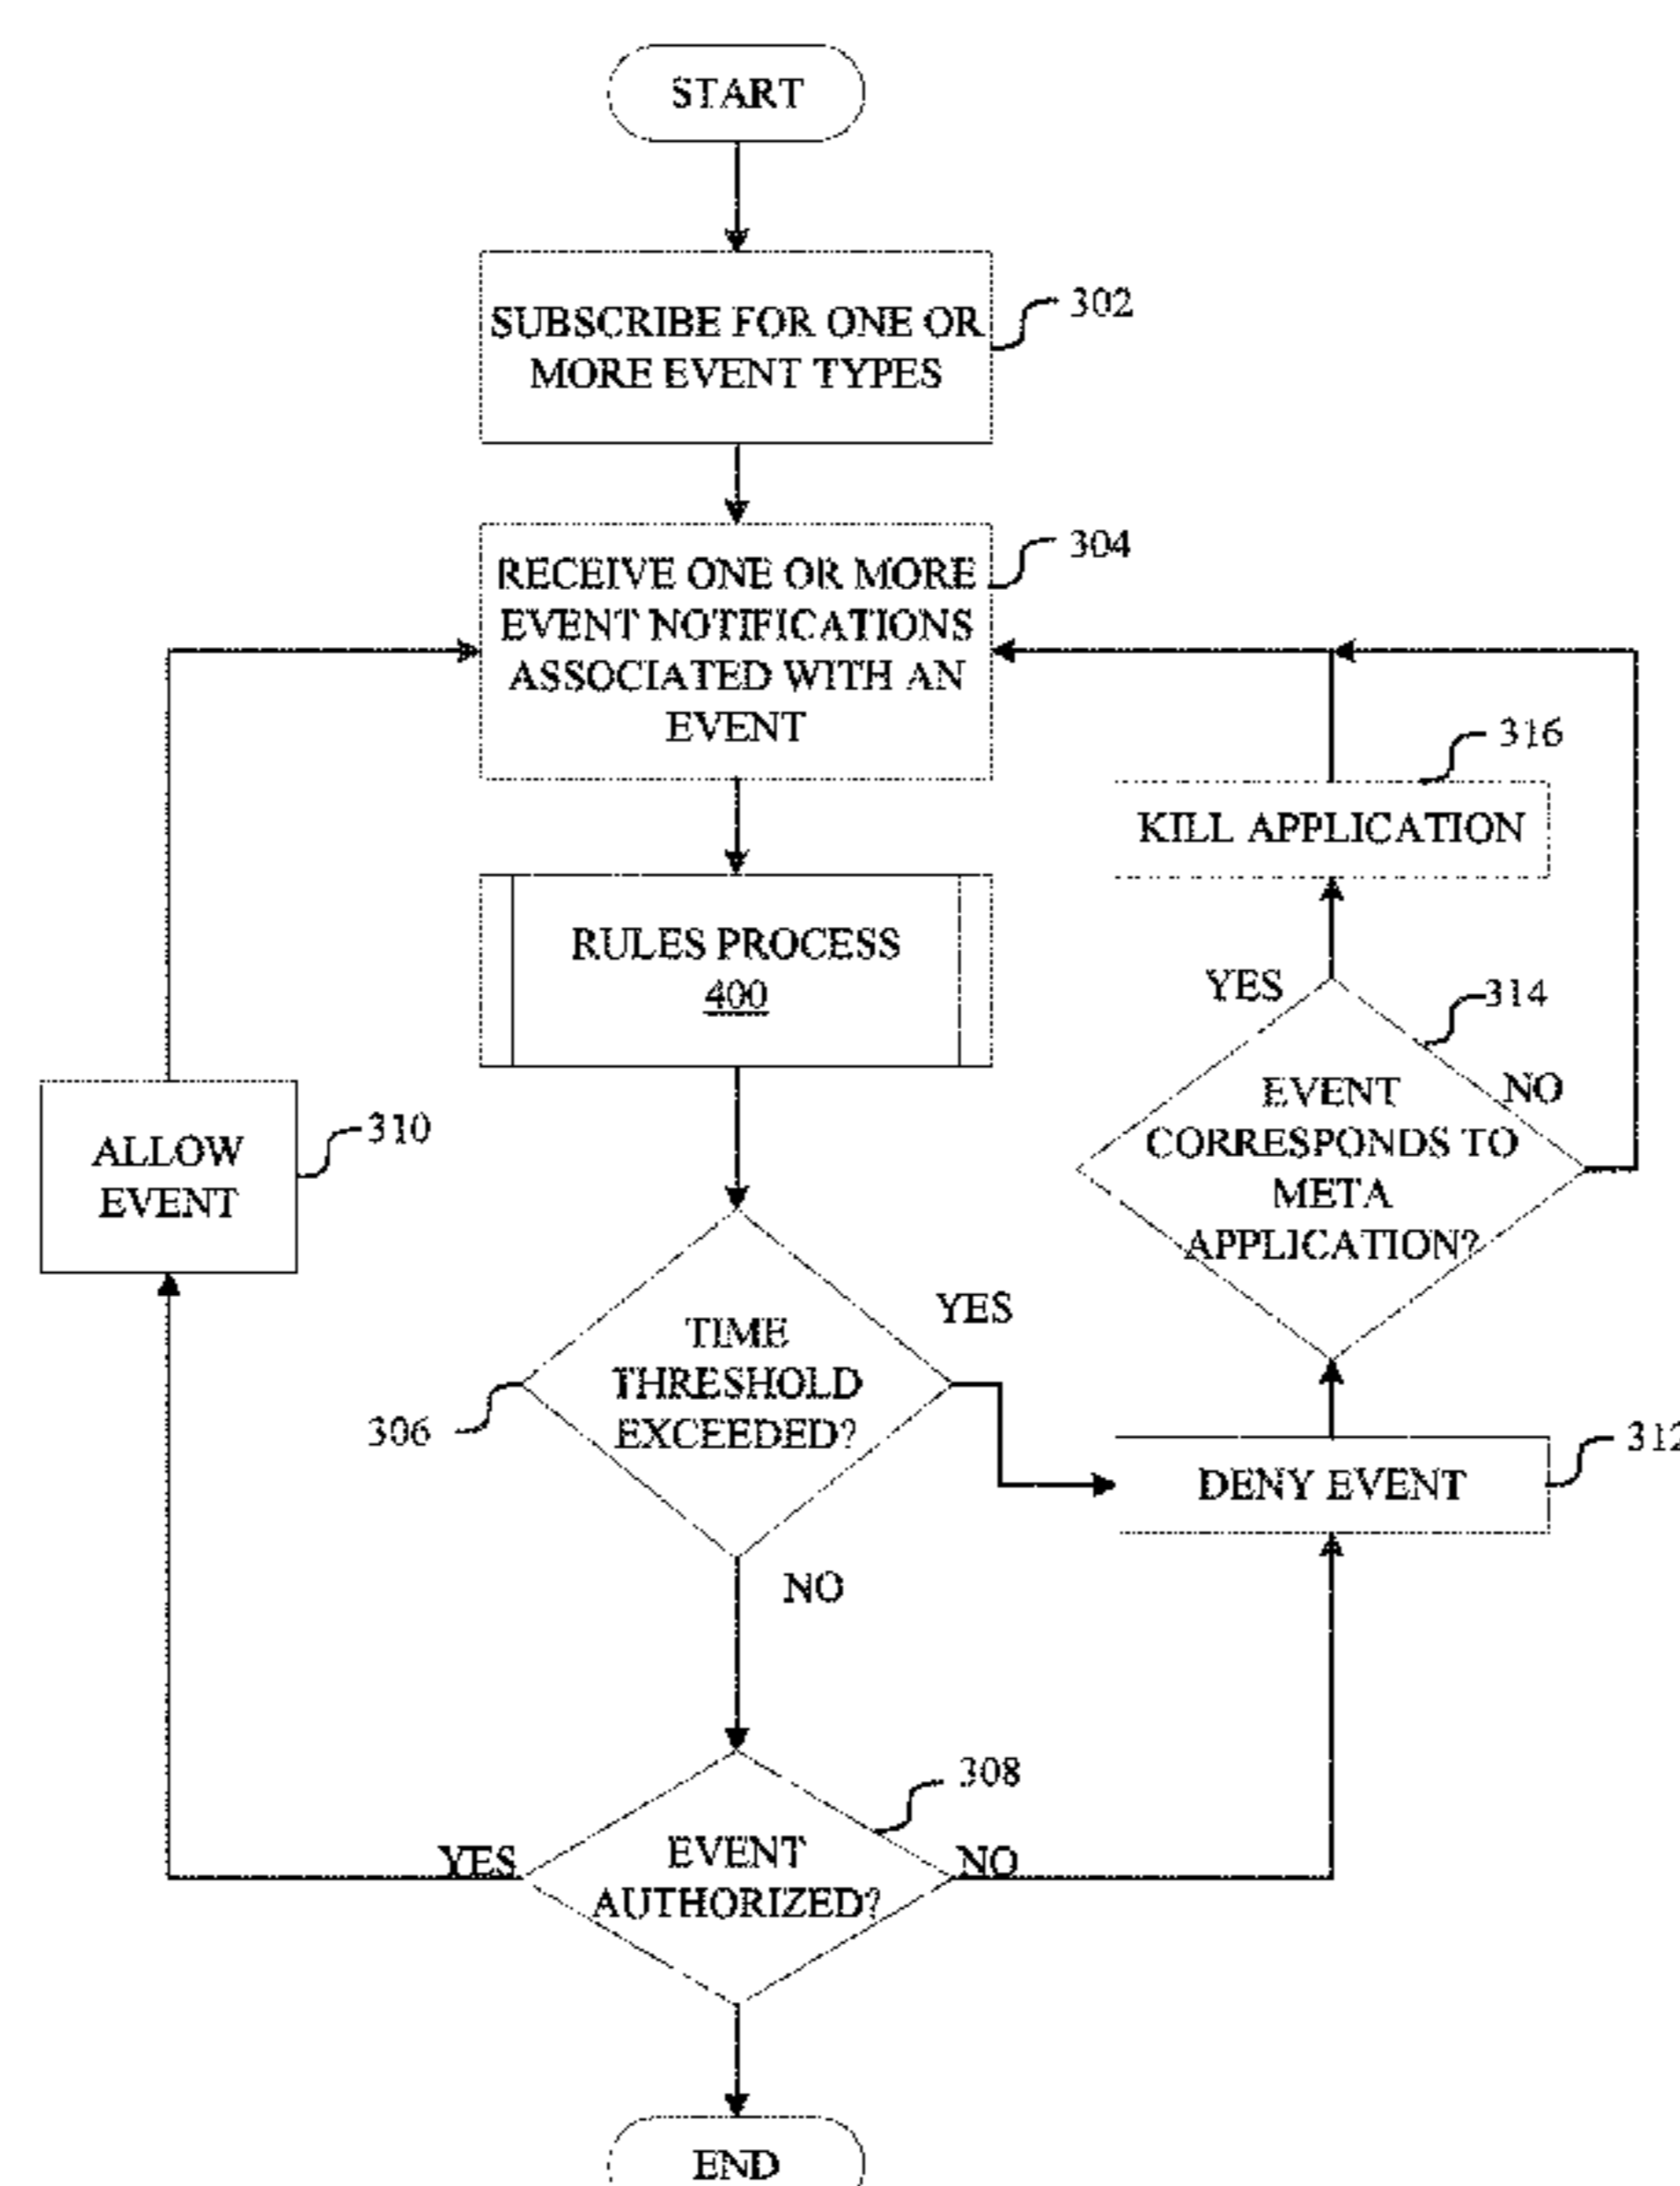 START
SUBSCRIBE FOR ONE OR
MORE EVENT TYPES
302
RECEIVE ONE OR MORE
EVENT NOTIFICATIONS
ASSOCIATED WITH AN
EVENT
304
316
KILL APPLICATION
RULES PROCESS
400
YES
314
EVENT
CORRESPONDS TO
META
APPLICATION?
NO
ALLOW
EVENT
310
TIME
THRESHOLD
EXCEEDED?
YES
306
NO
DENY EVENT
312
308
EVENT
AUTHORIZED?
YES
NO
END